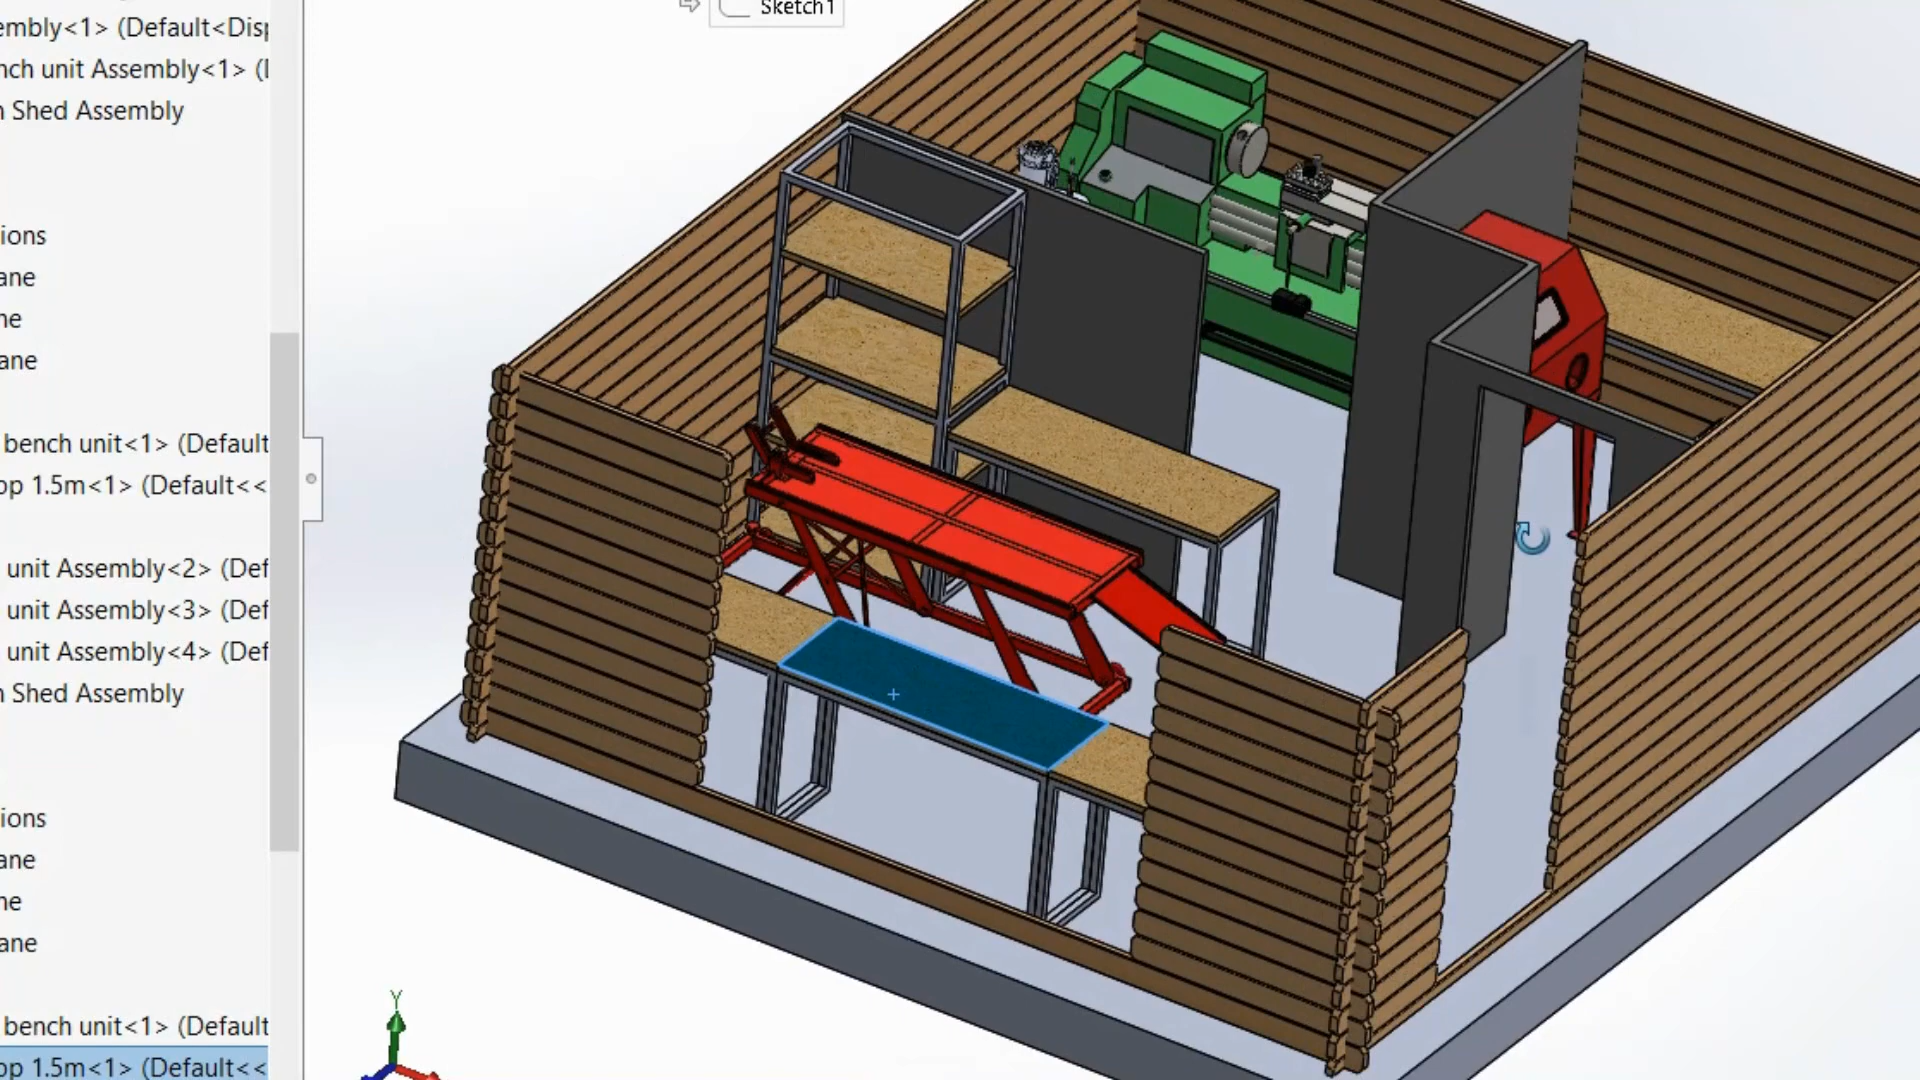 Sketch1
embly<1> (Default<Disp
nch unit Assembly<1> (D
n Shed Assembly
ions
ane
ne
ane
bench unit<1> (Default
op 1.5m<1> (Default<<
unit Assembly<2> (Def
unit Assembly<3> (Def
unit Assembly<4> (Def
n Shed Assembly
ions
ane
ne
ane
bench unit<1> (Default
op 1.5m<1> (Default<<
Y